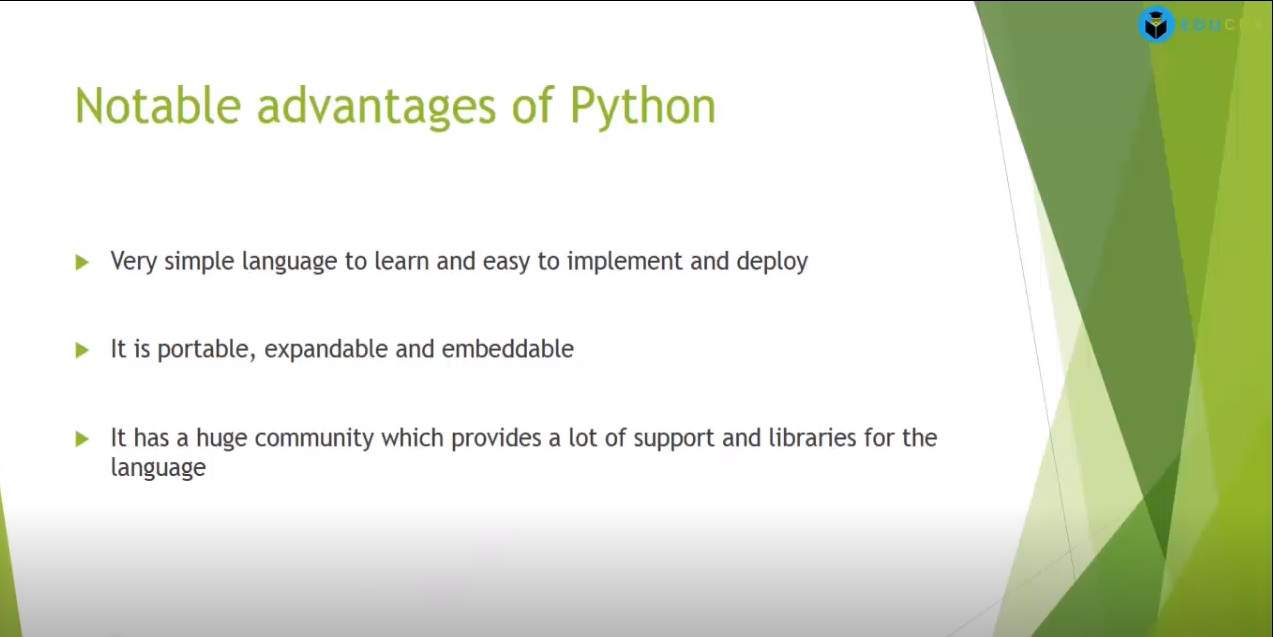 EDUCBA
Notable advantages of Python
Very simple language to learn and easy to implement and deploy
It is portable, expandable and embeddable
It has a huge community which provides a lot of support and libraries for the
language